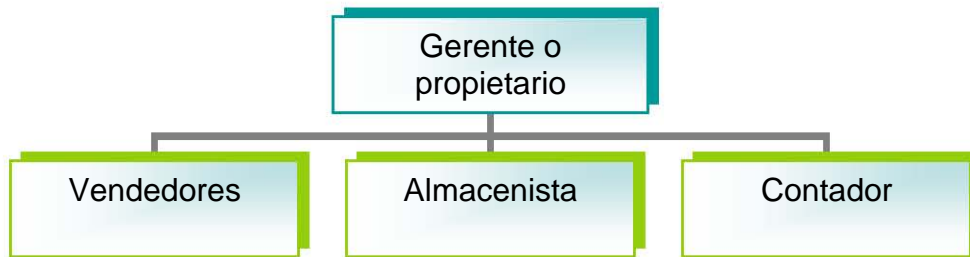 Gerente o
propietario
Vendedores
Almacenista
Contador